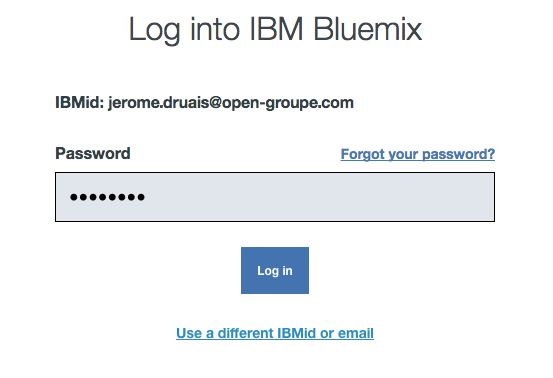 Log into IBM Bluemix
IBMid: jerome.druais@open-groupe.com
Password Forgot your password?
••••••••
Log in
Use a different IBMid or email